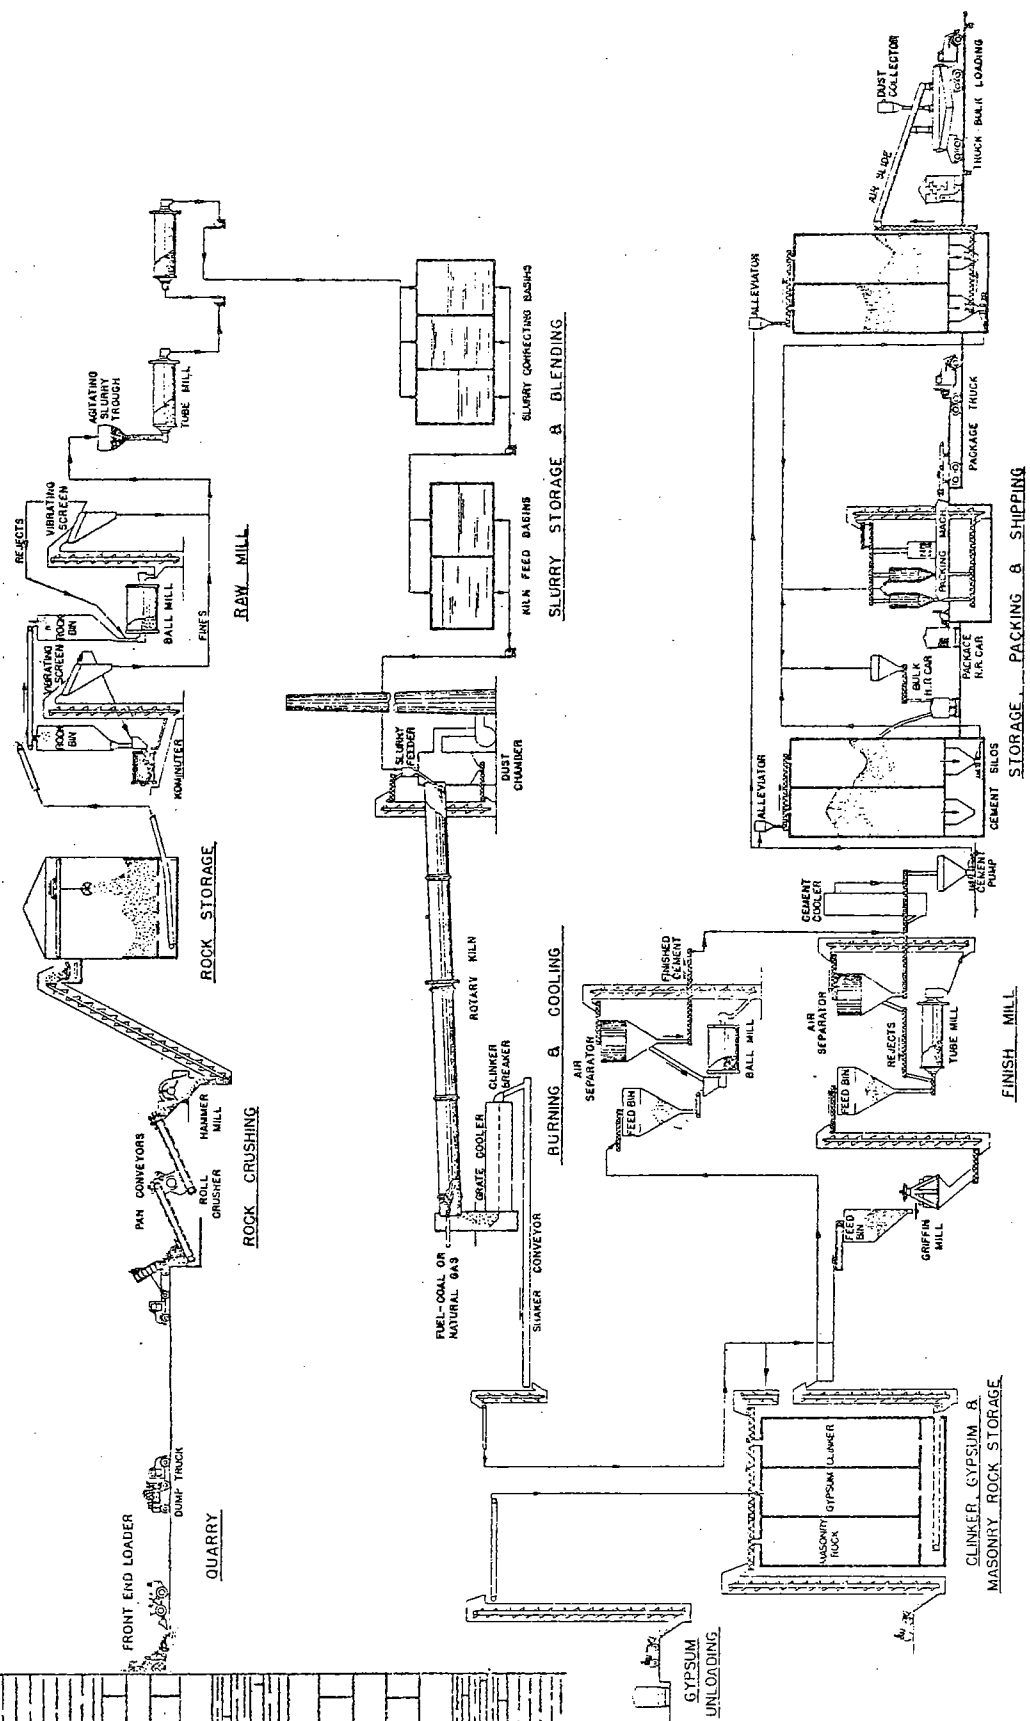 FRONT END LOADER
DUMP TRUCK
QUARRY
PAN CONVEYORS
ROLL
CRUSHER
HAMMER
MILL
ROCK CRUSHING
ROCK STORAGE
ROCK
BIN
KOMINUTER
VIBRATING
SCREEN
ROCK
BIN
REJECTS
BALL MILL
VIBRATING
SCREEN
FINES
RAW MILL
AGITATING
SLURRY
TROUGH
TUBE MILL
FUEL-COAL OR
NATURAL GAS
GRATE COOLER
CLINKER
BREAKER
SHAKER CONVEYOR
ROTARY KILN
BURNING & COOLING
SLURRY
FEEDER
DUST
CHAMBER
KILN FEED BASINS
SLURRY CORRECTING BASINS
SLURRY STORAGE & BLENDING
GYPSUM
UNLOADING
MASONRY
ROCK
GYPSUM
CLINKER
CLINKER, GYPSUM &
MASONRY ROCK STORAGE
FEED BIN
AIR
SEPARATOR
BALL MILL
FINISHED
CEMENT
FEED
BIN
GRIFFIN
MILL
FEED BIN
AIR
SEPARATOR
REJECTS
TUBE MILL
FINISH MILL
CEMENT
COOLER
CEMENT
PUMP
ALLEVIATOR
CEMENT SILOS
BULK
R.R CAR
PACKAGE
R.R. CAR
PACKING MACH.
PACKAGE TRUCK
ALLEVIATOR
AIR SLIDE
DUST
COLLECTOR
TRUCK-BULK LOADING
STORAGE, PACKING & SHIPPING